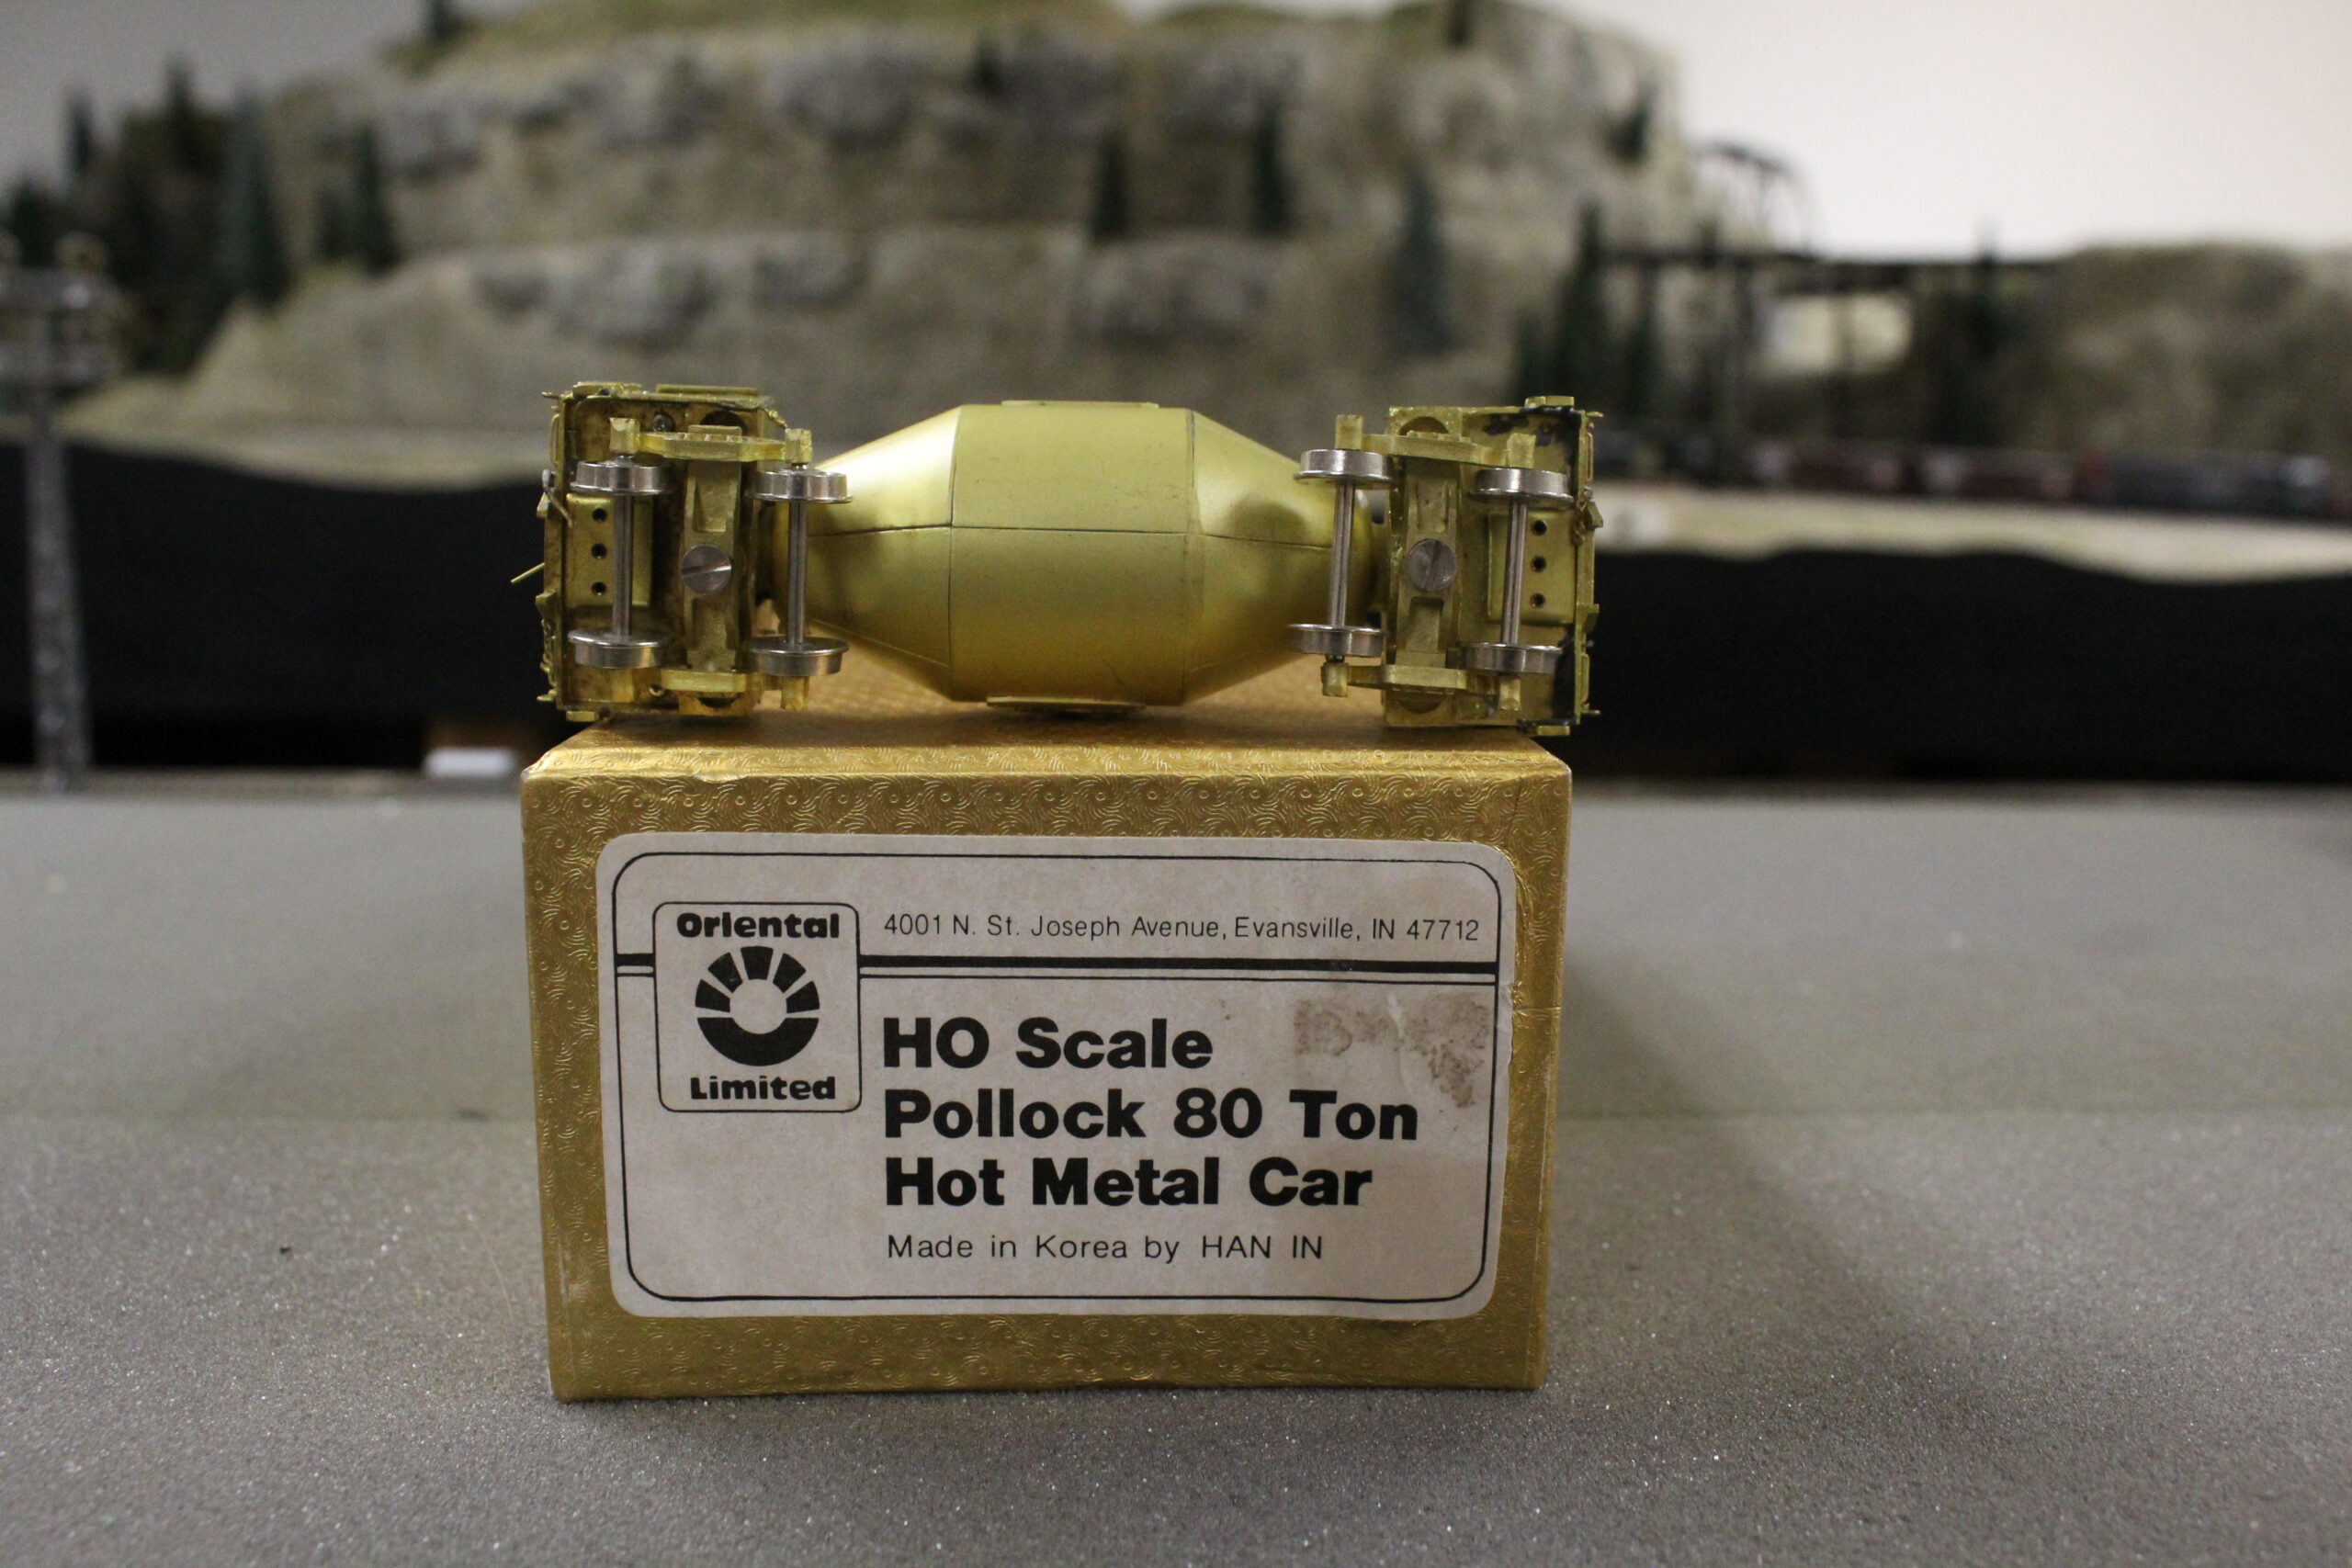 Oriental
Limited
4001 N. St. Joseph Avenue, Evansville, IN 47712
HO Scale
Pollock 80 Ton
Hot Metal Car
Made in Korea by HAN IN